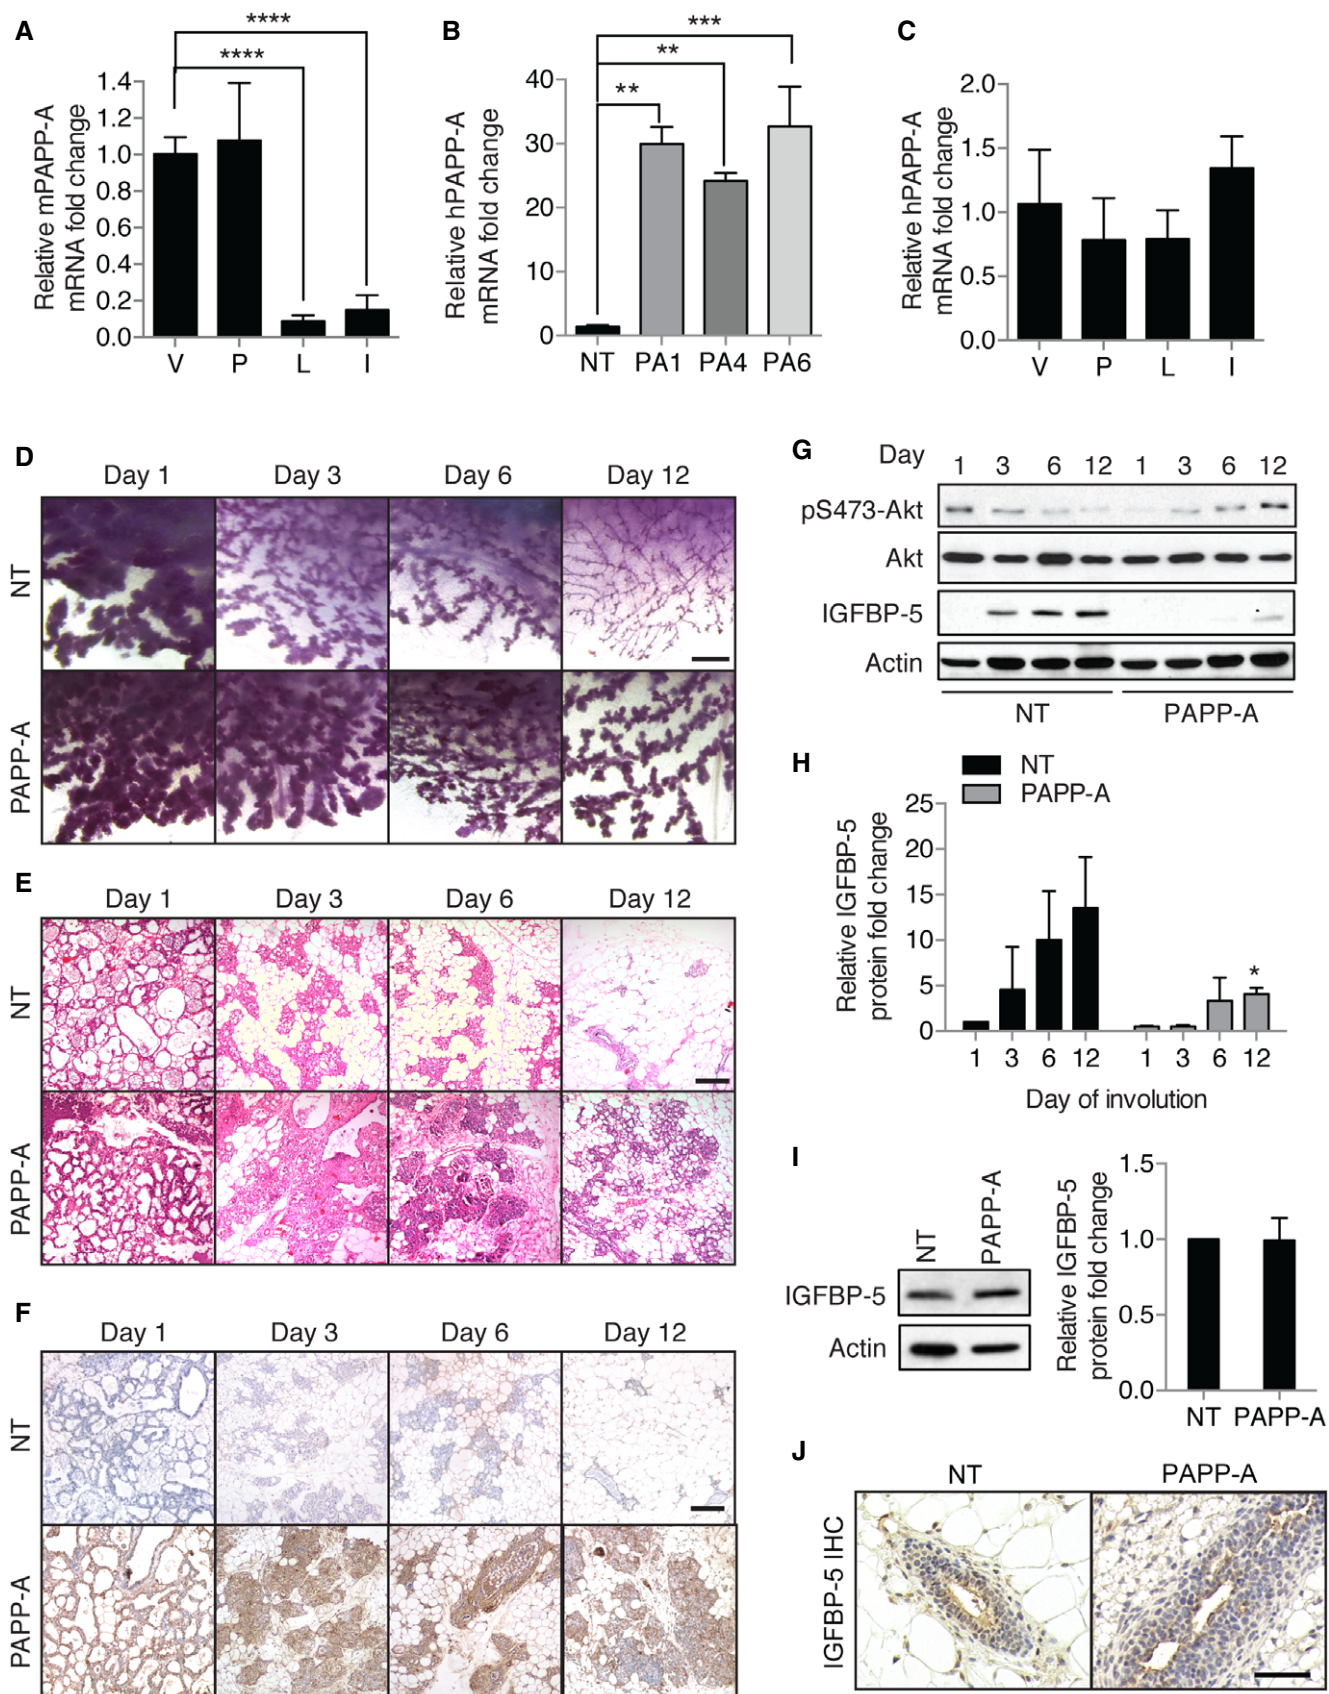 A
****
****
Relative mPAPP-A
mRNA fold change
1.4
1.2
1.0
0.8
0.6
0.4
0.2
0.0
V P L I
B
***
**
**
Relative hPAPP-A
mRNA fold change
40
30
20
10
0
NT PA1 PA4 PA6
C
Relative hPAPP-A
mRNA fold change
2.0
1.5
1.0
0.5
0.0
V P L I
D
Day 1 Day 3 Day 6 Day 12
NT
PAPP-A
E
Day 1 Day 3 Day 6 Day 12
NT
PAPP-A
F
Day 1 Day 3 Day 6 Day 12
NT
PAPP-A
G
Day 1 3 6 12 1 3 6 12
pS473-Akt
Akt
IGFBP-5
Actin
NT PAPP-A
H
NT
PAPP-A
Relative IGFBP-5
protein fold change
25
20
15
10
5
0
*
1 3 6 12 1 3 6 12
Day of involution
I
NT PAPP-A
IGFBP-5
Actin
Relative IGFBP-5
protein fold change
1.5
1.0
0.5
0.0
NT PAPP-A
J
NT PAPP-A
IGFBP-5 IHC